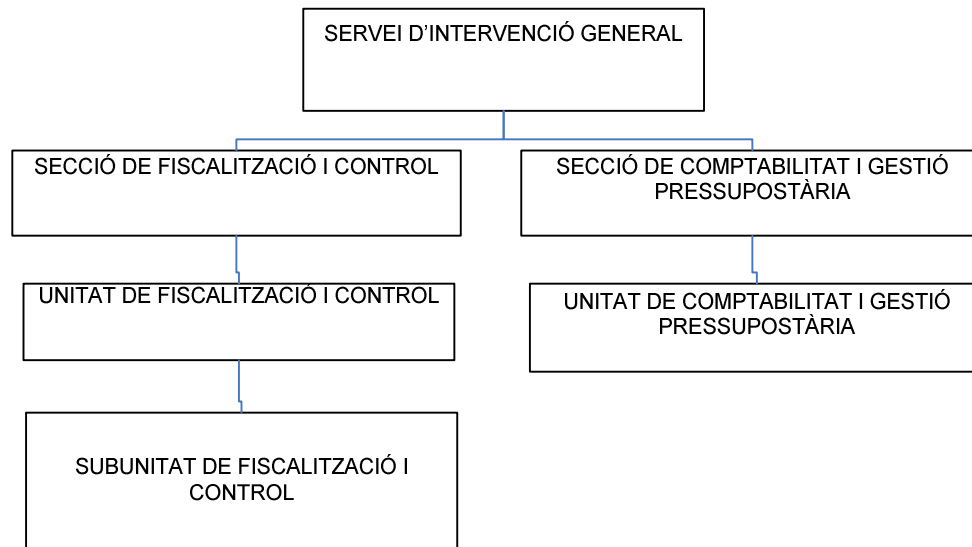 SERVEI D'INTERVENCIÓ GENERAL
SECCIÓ DE FISCALITZACIÓ I CONTROL
SECCIÓ DE COMPTABILITAT I GESTIÓ
PRESSUPOSTÀRIA
UNITAT DE FISCALITZACIÓ I CONTROL
UNITAT DE COMPTABILITAT I GESTIÓ
PRESSUPOSTÀRIA
SUBUNITAT DE FISCALITZACIÓ I
CONTROL